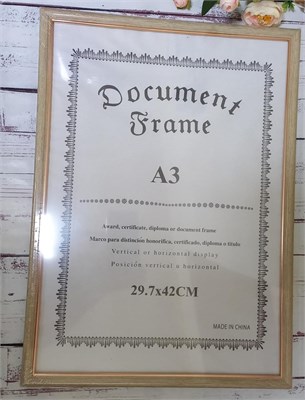 Document
Frame
A3
Award, certificate, diploma or document frame
Marco para distincion honorifica, certificado, diploma o titulo
Vertical or horizontal display
Posición vertical o horizontal
29.7x42CM
MADE IN CHINA